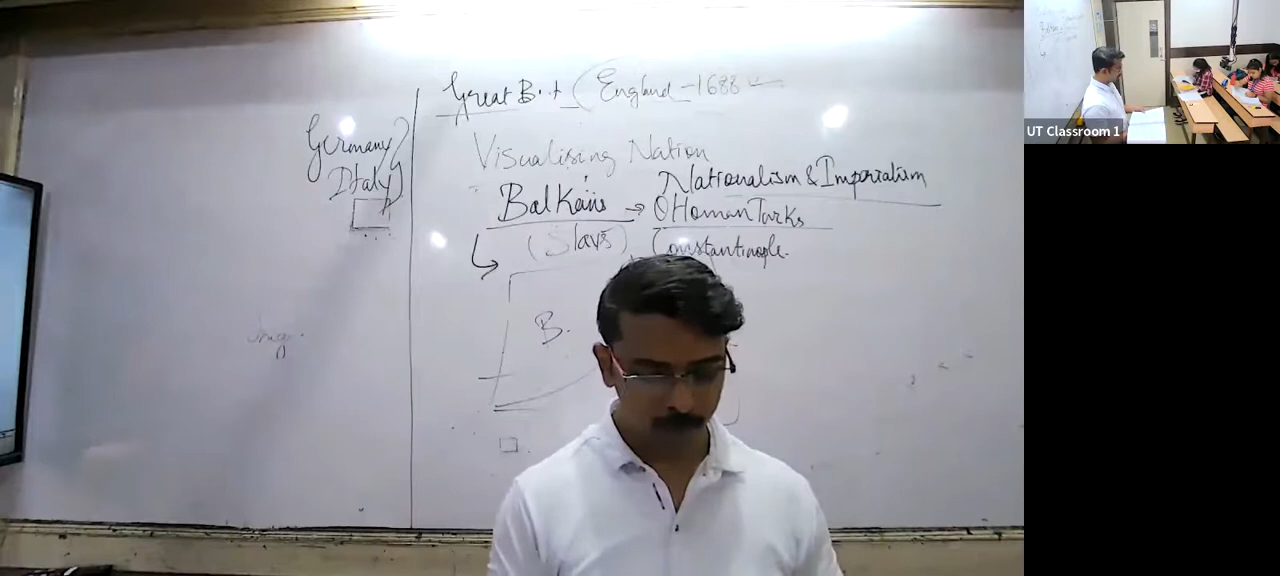 Germany
Italy
Great Brit (England - 1688
Visualising Nation
Nationalism & Imperialism
Balkans → Ottoman Turks
(Slavs) Constantinople.
B.
UT Classroom 1